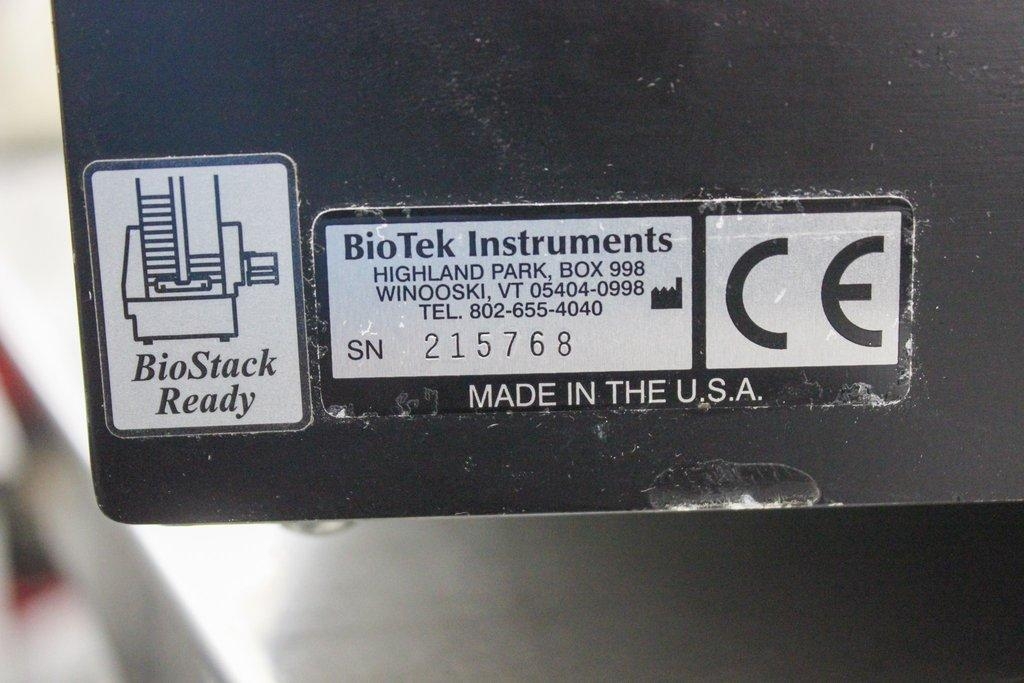 BioStack
Ready
BioTek Instruments
HIGHLAND PARK, BOX 998
WINOOSKI, VT 05404-0998
TEL. 802-655-4040
SN 215768
CE
MADE IN THE U.S.A.